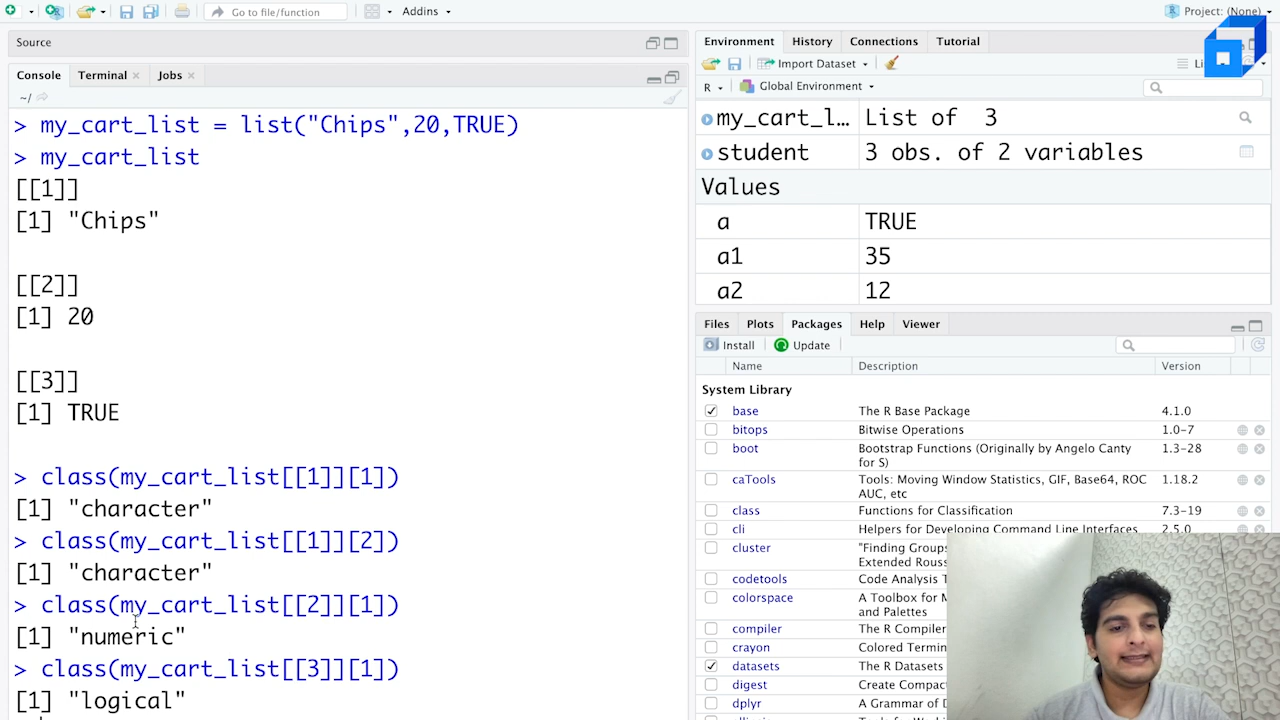 Go to file/function
Addins
Project: (None)
Source
Console
Terminal
Jobs
~/
> my_cart_list = list("Chips",20,TRUE)
> my_cart_list
[[1]]
[1] "Chips"
[[2]]
[1] 20
[[3]]
[1] TRUE
> class(my_cart_list[[1]][1])
[1] "character"
> class(my_cart_list[[1]][2])
[1] "character"
> class(my_cart_list[[2]][1])
[1] "numeric"
> class(my_cart_list[[3]][1])
[1] "logical"
Environment
History
Connections
Tutorial
Import Dataset
R
Global Environment
my_cart_l... List of 3
student 3 obs. of 2 variables
Values
a TRUE
a1 35
a2 12
Files
Plots
Packages
Help
Viewer
Install
Update
Name Description Version
System Library
base The R Base Package 4.1.0
bitops Bitwise Operations 1.0-7
boot Bootstrap Functions (Originally by Angelo Canty 1.3-28
for S)
caTools Tools: Moving Window Statistics, GIF, Base64, ROC 1.18.2
AUC, etc
class Functions for Classification 7.3-19
cli Helpers for Developing Command Line Interfaces 2.5.0
cluster "Finding Groups
Extended Rouss
codetools Code Analysis T
colorspace A Toolbox for M
and Palettes
compiler The R Compiler
crayon Colored Termin
datasets The R Datasets
digest Create Compac
dplyr A Grammar of D